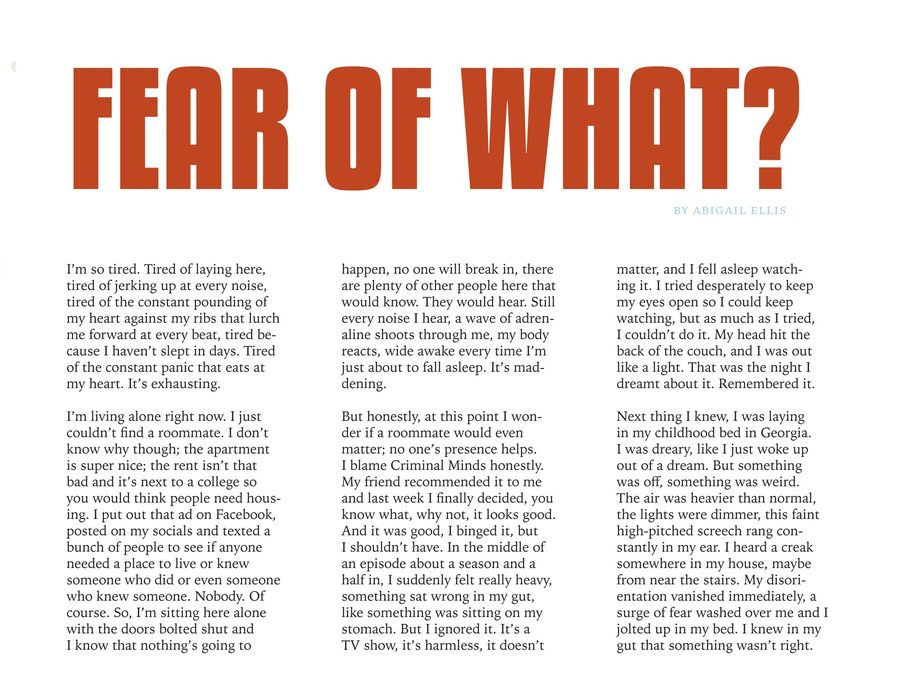 FEAR OF WHAT?
BY ABIGAIL ELLIS
I’m so tired. Tired of laying here,
tired of jerking up at every noise,
tired of the constant pounding of
my heart against my ribs that lurch
me forward at every beat, tired be-
cause I haven’t slept in days. Tired
of the constant panic that eats at
my heart. It’s exhausting.
I’m living alone right now. I just
couldn’t find a roommate. I don’t
know why though; the apartment
is super nice; the rent isn’t that
bad and it’s next to a college so
you would think people need hous-
ing. I put out that ad on Facebook,
posted on my socials and texted a
bunch of people to see if anyone
needed a place to live or knew
someone who did or even someone
who knew someone. Nobody. Of
course. So, I’m sitting here alone
with the doors bolted shut and
I know that nothing’s going to
happen, no one will break in, there
are plenty of other people here that
would know. They would hear. Still
every noise I hear, a wave of adren-
aline shoots through me, my body
reacts, wide awake every time I’m
just about to fall asleep. It’s mad-
dening.
But honestly, at this point I won-
der if a roommate would even
matter; no one’s presence helps.
I blame Criminal Minds honestly.
My friend recommended it to me
and last week I finally decided, you
know what, why not, it looks good.
And it was good, I binged it, but
I shouldn’t have. In the middle of
an episode about a season and a
half in, I suddenly felt really heavy,
something sat wrong in my gut,
like something was sitting on my
stomach. But I ignored it. It’s a
TV show, it’s harmless, it doesn’t
matter, and I fell asleep watch-
ing it. I tried desperately to keep
my eyes open so I could keep
watching, but as much as I tried,
I couldn’t do it. My head hit the
back of the couch, and I was out
like a light. That was the night I
dreamt about it. Remembered it.
Next thing I knew, I was laying
in my childhood bed in Georgia.
I was dreary, like I just woke up
out of a dream. But something
was off, something was weird.
The air was heavier than normal,
the lights were dimmer, this faint
high-pitched screech rang con-
stantly in my ear. I heard a creak
somewhere in my house, maybe
from near the stairs. My disori-
entation vanished immediately, a
surge of fear washed over me and I
jolted up in my bed. I knew in my
gut that something wasn’t right.